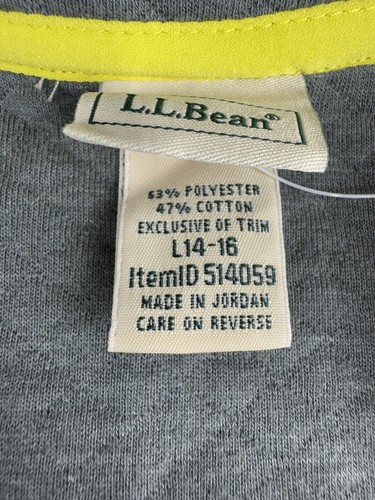 L.L.Bean®
53% POLYESTER
47% COTTON
EXCLUSIVE OF TRIM
L14-16
ItemID 514059
MADE IN JORDAN
CARE ON REVERSE